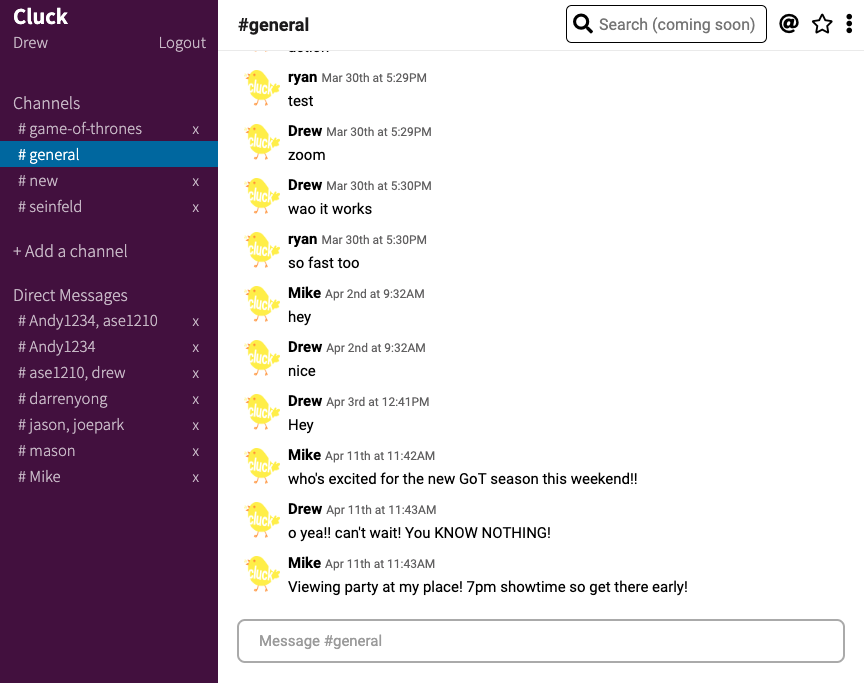 Cluck
Drew Logout
Channels
# game-of-thrones x
# general
# new x
# seinfeld x
+ Add a channel
Direct Messages
# Andy1234, ase1210 x
# Andy1234 x
# ase1210, drew x
# darrenyong x
# jason, joepark x
# mason x
# Mike x
#general
Search (coming soon)
ryan Mar 30th at 5:29PM
test
Drew Mar 30th at 5:29PM
zoom
Drew Mar 30th at 5:30PM
wao it works
ryan Mar 30th at 5:30PM
so fast too
Mike Apr 2nd at 9:32AM
hey
Drew Apr 2nd at 9:32AM
nice
Drew Apr 3rd at 12:41PM
Hey
Mike Apr 11th at 11:42AM
who's excited for the new GoT season this weekend!!
Drew Apr 11th at 11:43AM
o yea!! can't wait! You KNOW NOTHING!
Mike Apr 11th at 11:43AM
Viewing party at my place! 7pm showtime so get there early!
Message #general